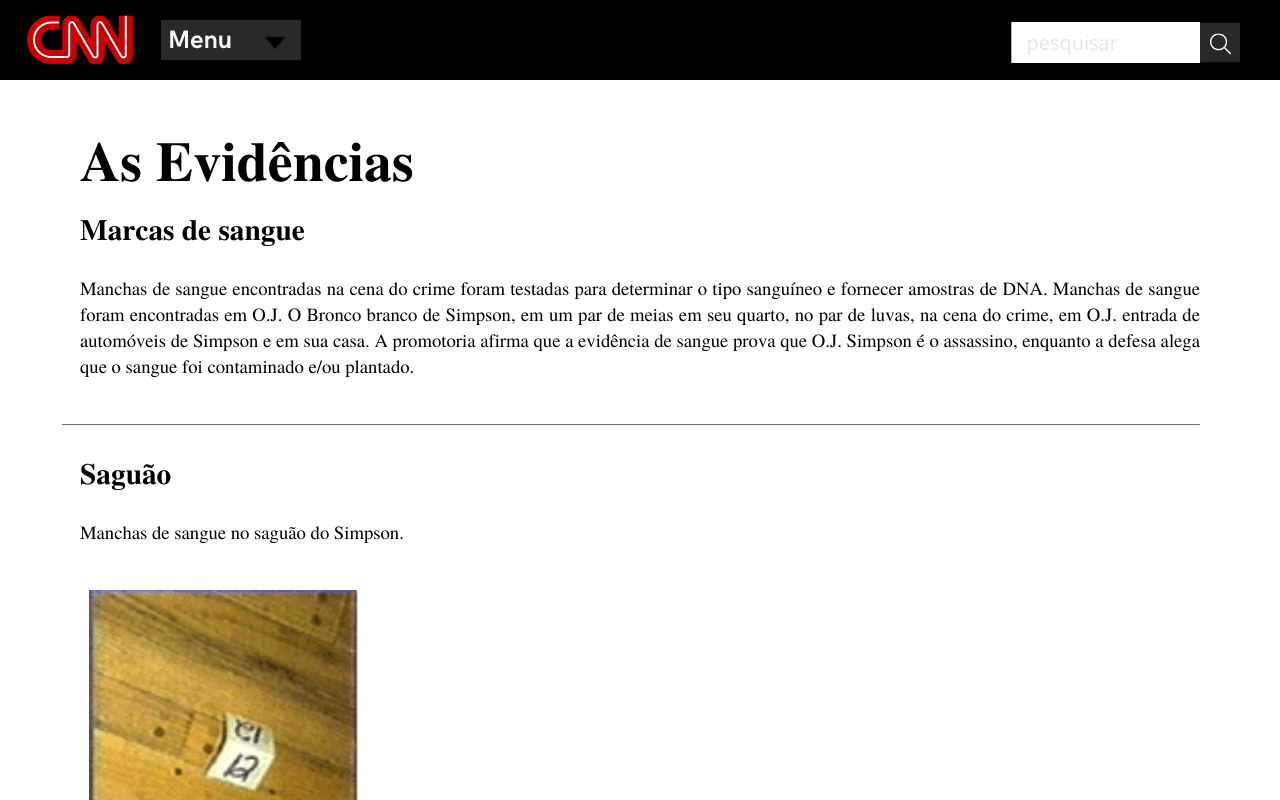 CNN
Menu
pesquisar
As Evidências
Marcas de sangue
Manchas de sangue encontradas na cena do crime foram testadas para determinar o tipo sanguíneo e fornecer amostras de DNA. Manchas de sangue
foram encontradas em O.J. O Bronco branco de Simpson, em um par de meias em seu quarto, no par de luvas, na cena do crime, em O.J. entrada de
automóveis de Simpson e em sua casa. A promotoria afirma que a evidência de sangue prova que O.J. Simpson é o assassino, enquanto a defesa alega
que o sangue foi contaminado e/ou plantado.
Saguão
Manchas de sangue no saguão do Simpson.
12
12